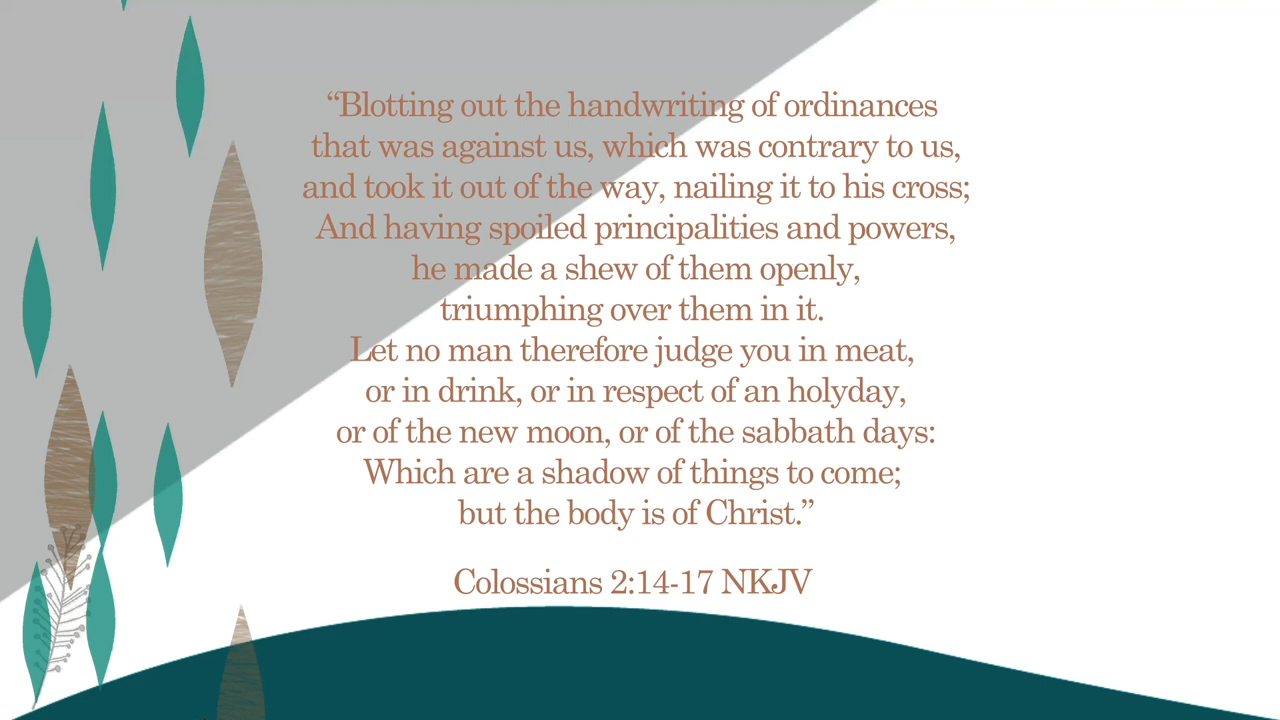 “Blotting out the handwriting of ordinances
that was against us, which was contrary to us,
and took it out of the way, nailing it to his cross;
And having spoiled principalities and powers,
he made a shew of them openly,
triumphing over them in it.
Let no man therefore judge you in meat,
or in drink, or in respect of an holyday,
or of the new moon, or of the sabbath days:
Which are a shadow of things to come;
but the body is of Christ.”
Colossians 2:14-17 NKJV